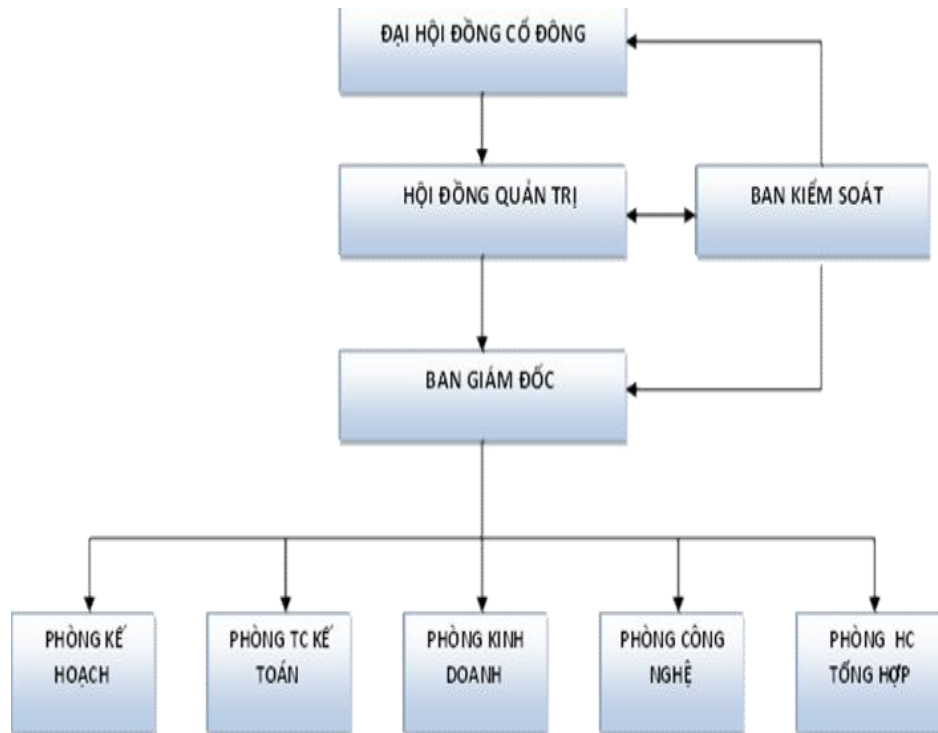 ĐẠI HỘI ĐỒNG CỔ ĐÔNG
HỘI ĐỒNG QUẢN TRỊ
BAN KIỂM SOÁT
BAN GIÁM ĐỐC
PHÒNG KẾ
HOẠCH
PHÒNG TC KẾ
TOÁN
PHÒNG KINH
DOANH
PHÒNG CÔNG
NGHỆ
PHÒNG HC
TỔNG HỢP